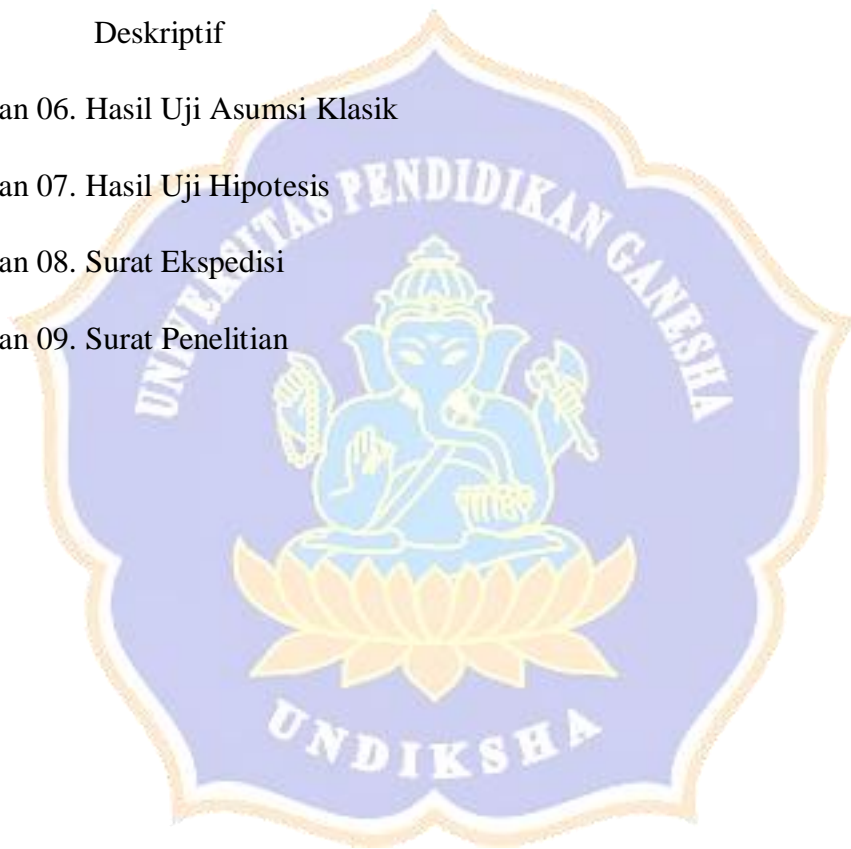 Deskriptif
an 06. Hasil Uji Asumsi Klasik
an 07. Hasil Uji Hipotesis
an 08. Surat Ekspedisi
an 09. Surat Penelitian
UNIVERSITAS PENDIDIKAN GANESHA
UNDIKSHA